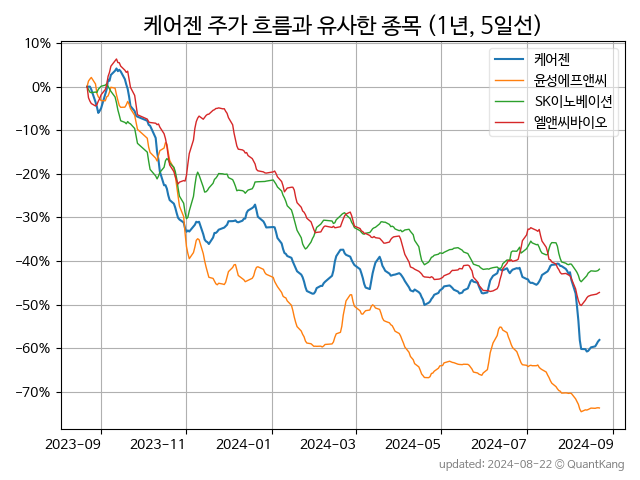 케어젠 주가 흐름과 유사한 종목 (1년, 5일선)
10%
0%
−10%
−20%
−30%
−40%
−50%
−60%
−70%
케어젠
윤성에프앤씨
SK이노베이션
엘앤씨바이오
2023-09
2023-11
2024-01
2024-03
2024-05
2024-07
2024-09
updated: 2024-08-22 © QuantKang